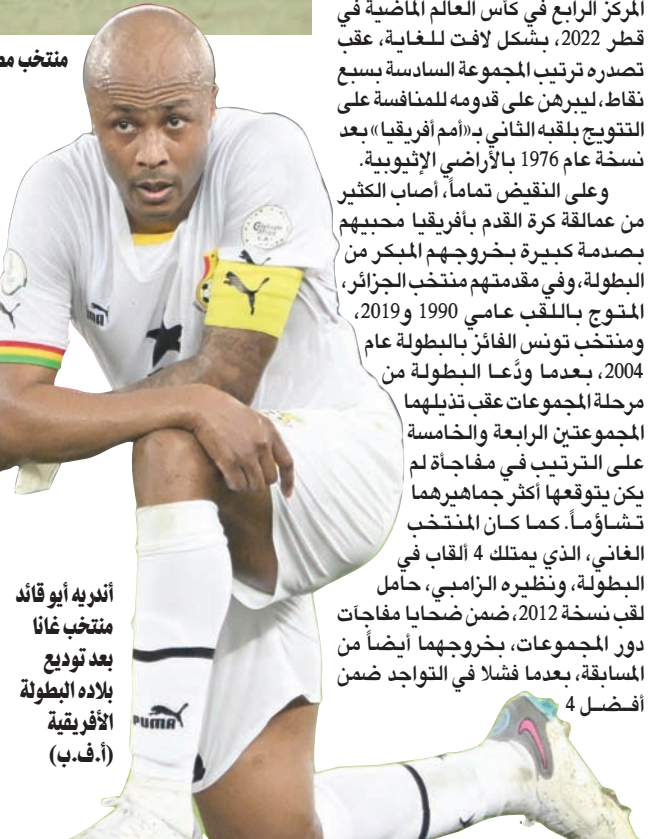 المركز الرابع في كأس العالم الماضية في
قطر 2022، بشكل لافت للغاية، عقب
تصدره ترتيب المجموعة السادسة بسبع
نقاط، ليبرهن على قدومه للمنافسة على
التتويج بلقبه الثاني بـ«أمم أفريقيا» بعد
نسخة عام 1976 بالأراضي الإثيوبية.
وعلى النقيض تماماً، أصاب الكثير
من عمالقة كرة القدم بأفريقيا محبيهم
بصدمة كبيرة بخروجهم المبكر من
البطولة، وفي مقدمتهم منتخب الجزائر،
المتوج باللقب عامي 1990 و2019،
ومنتخب تونس الفائز بالبطولة عام
2004، بعدما ودَّعا البطولة من
مرحلة المجموعات عقب تذيلهما
المجموعتين الرابعة والخامسة
على الترتيب في مفاجأة لم
يكن يتوقعها أكثر جماهيرهما
تشاؤماً. كما كان المنتخب
الغاني، الذي يمتلك 4 ألقاب في
البطولة، ونظيره الزامبي، حامل
لقب نسخة 2012، ضمن ضحايا مفاجآت
دور المجموعات، بخروجهما أيضاً من
المسابقة، بعدما فشلا في التواجد ضمن
أفضل 4
منتخب
أندريه أيو قائد
منتخب غانا
بعد توديع
بلاده البطولة
الأفريقية
(أ.ف.ب)
PUMA